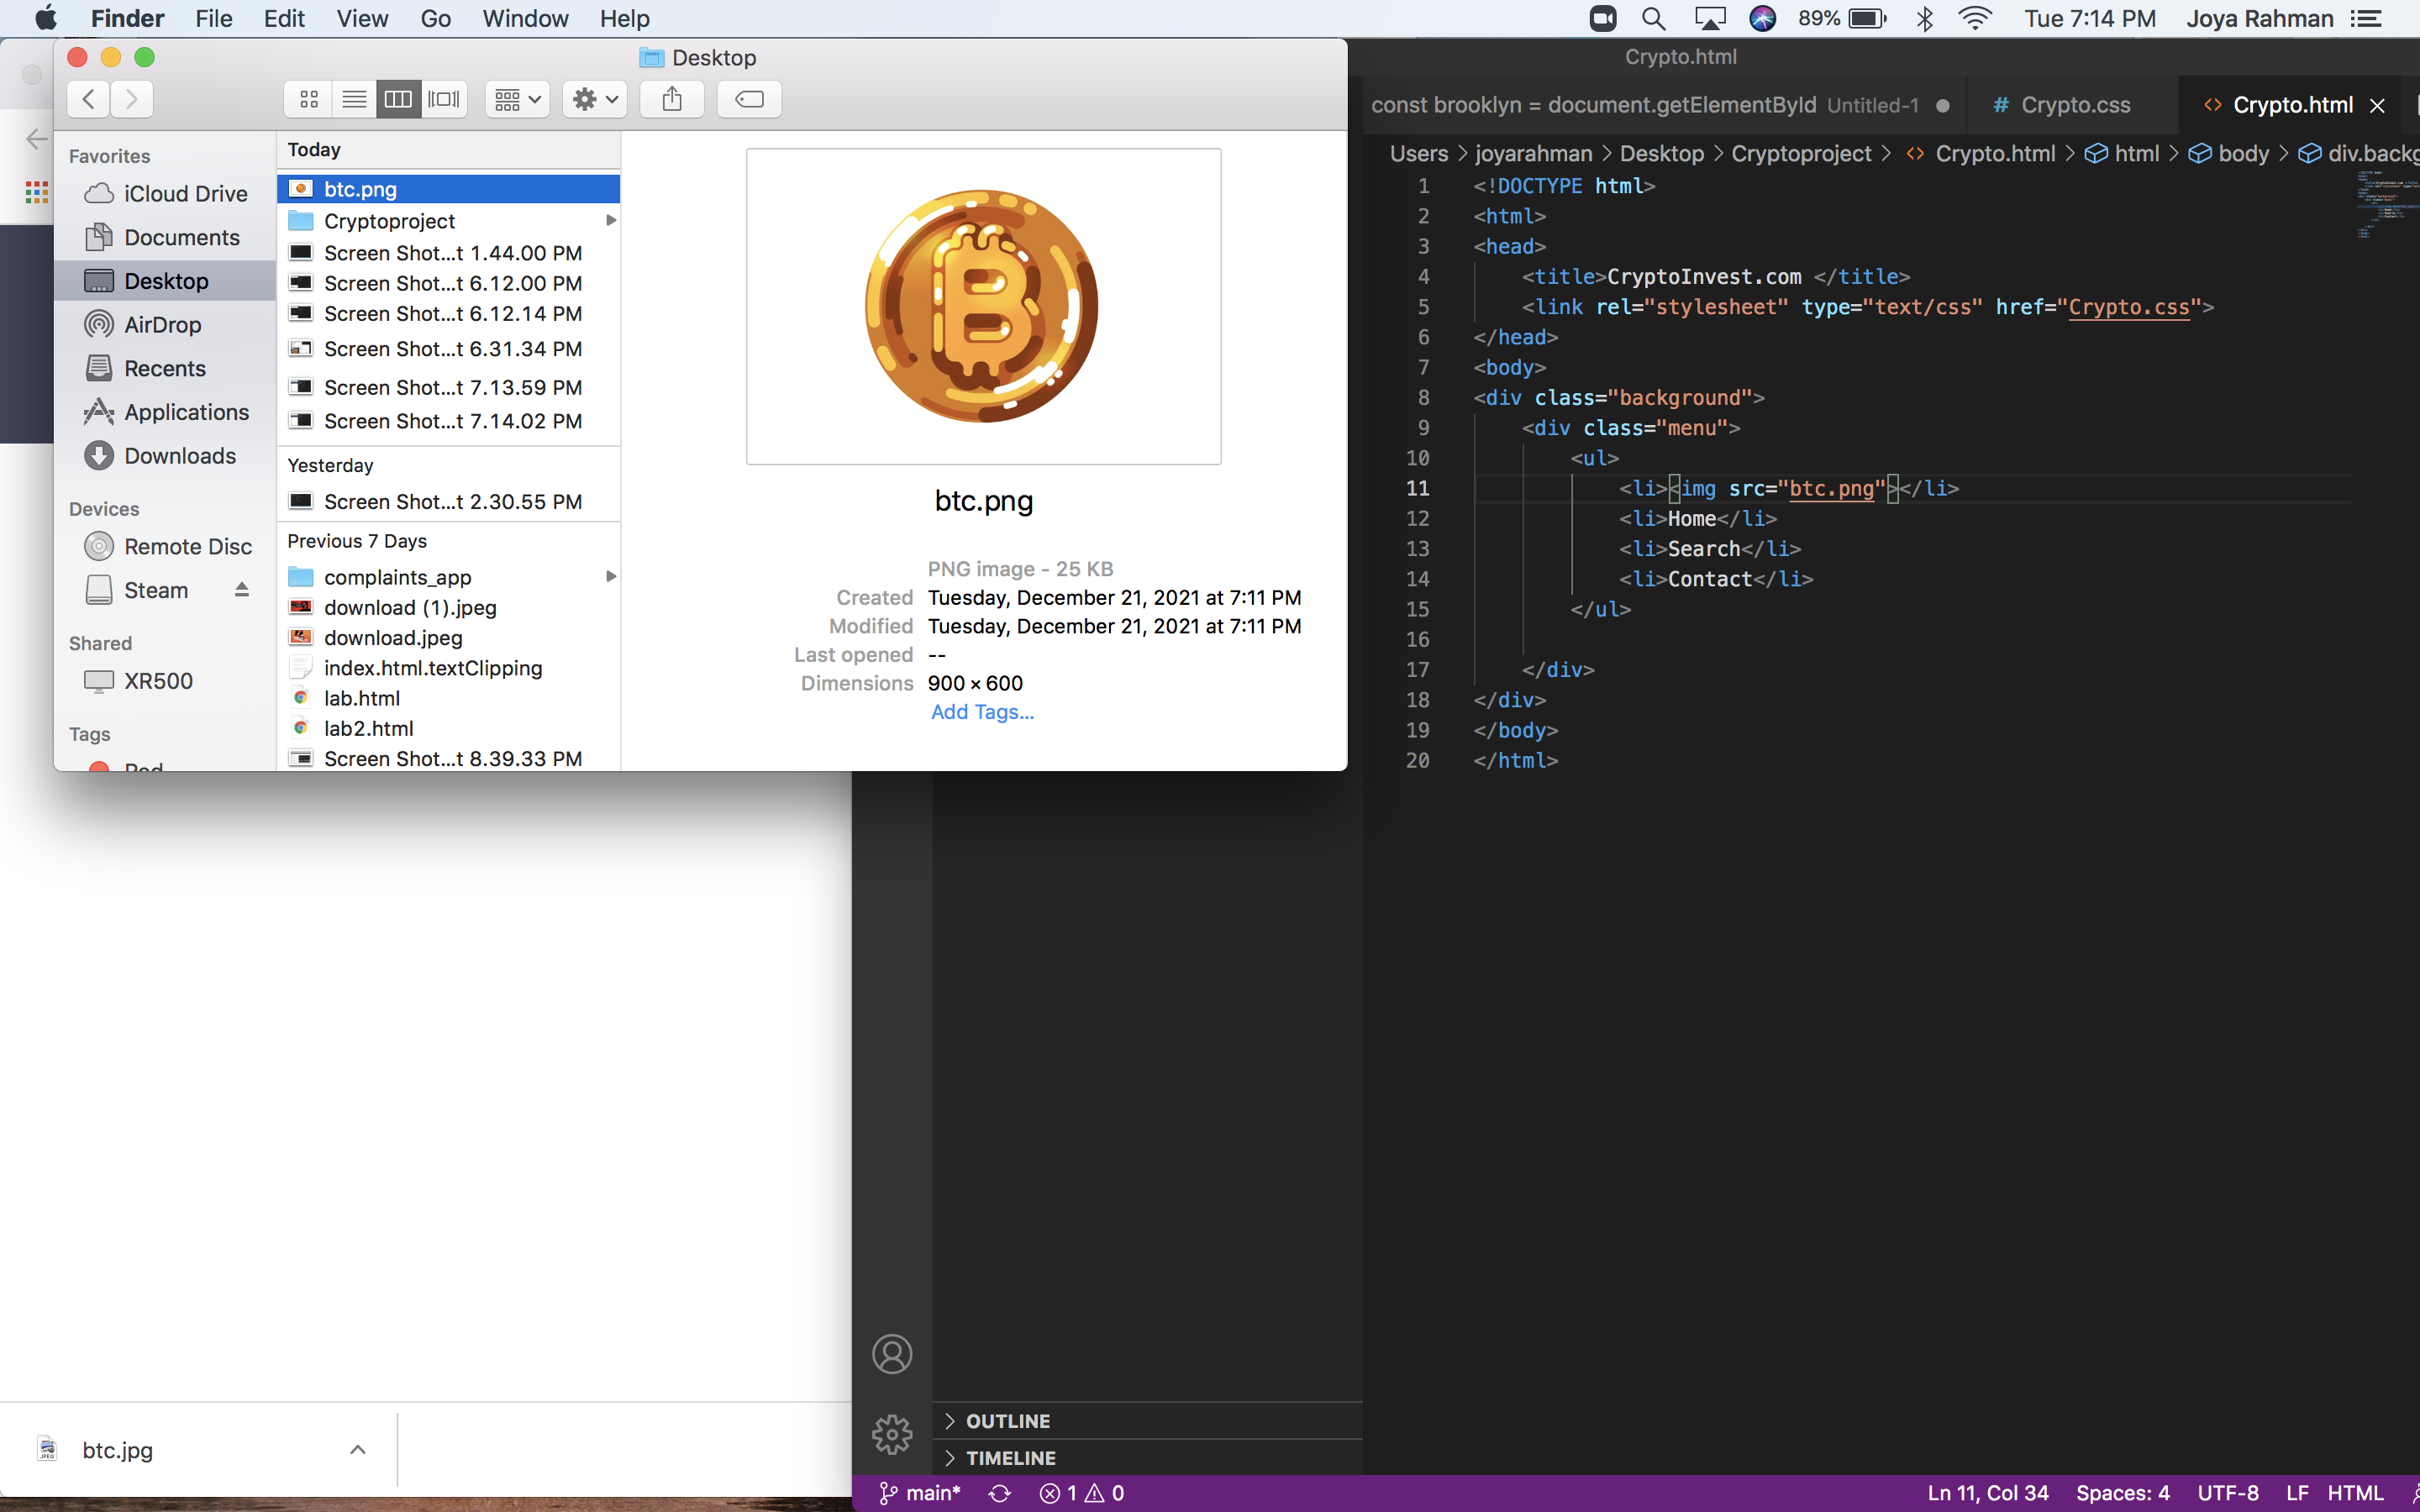 Finder File Edit View Go Window Help 89% Tue 7:14 PM Joya Rahman
Desktop
Favorites
iCloud Drive
Documents
Desktop
AirDrop
Recents
Applications
Downloads
Devices
Remote Disc
Steam
Shared
XR500
Tags
Red
Today
btc.png
Cryptoproject
Screen Shot...t 1.44.00 PM
Screen Shot...t 6.12.00 PM
Screen Shot...t 6.12.14 PM
Screen Shot...t 6.31.34 PM
Screen Shot...t 7.13.59 PM
Screen Shot...t 7.14.02 PM
Yesterday
Screen Shot...t 2.30.55 PM
Previous 7 Days
complaints_app
download (1).jpeg
download.jpeg
index.html.textClipping
lab.html
lab2.html
Screen Shot...t 8.39.33 PM
B
btc.png
PNG image - 25 KB
Created Tuesday, December 21, 2021 at 7:11 PM
Modified Tuesday, December 21, 2021 at 7:11 PM
Last opened --
Dimensions 900 × 600
Add Tags...
Crypto.html
const brooklyn = document.getElementById Untitled-1 # Crypto.css <> Crypto.html
Users > joyarahman > Desktop > Cryptoproject > <> Crypto.html > html > body > div.backg
1 <!DOCTYPE html>
2 <html>
3 <head>
4 <title>CryptoInvest.com </title>
5 <link rel="stylesheet" type="text/css" href="Crypto.css">
6 </head>
7 <body>
8 <div class="background">
9 <div class="menu">
10 <ul>
11 <li><img src="btc.png"></li>
12 <li>Home</li>
13 <li>Search</li>
14 <li>Contact</li>
15 </ul>
16
17 </div>
18 </div>
19 </body>
20 </html>
OUTLINE
TIMELINE
JPEG btc.jpg
main* 1 0 Ln 11, Col 34 Spaces: 4 UTF-8 LF HTML